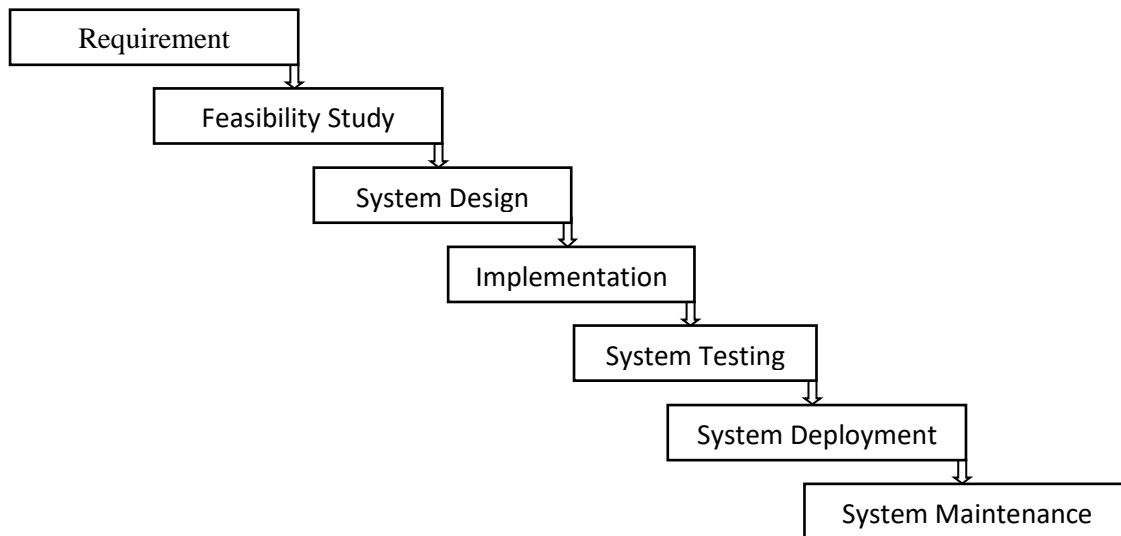 Requirement
Feasibility Study
System Design
Implementation
System Testing
System Deployment
System Maintenance